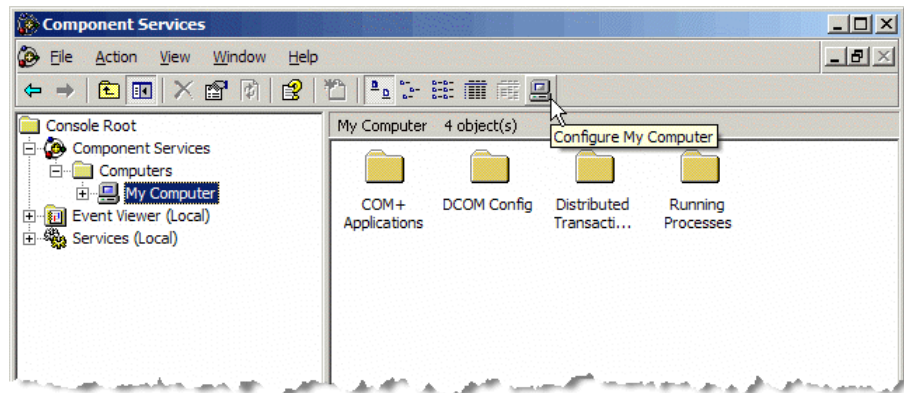 Component Services
File Action View Window Help
Console Root
Component Services
Computers
My Computer
Event Viewer (Local)
Services (Local)
My Computer 4 object(s)
Configure My Computer
COM+
Applications
DCOM Config
Distributed
Transacti...
Running
Processes